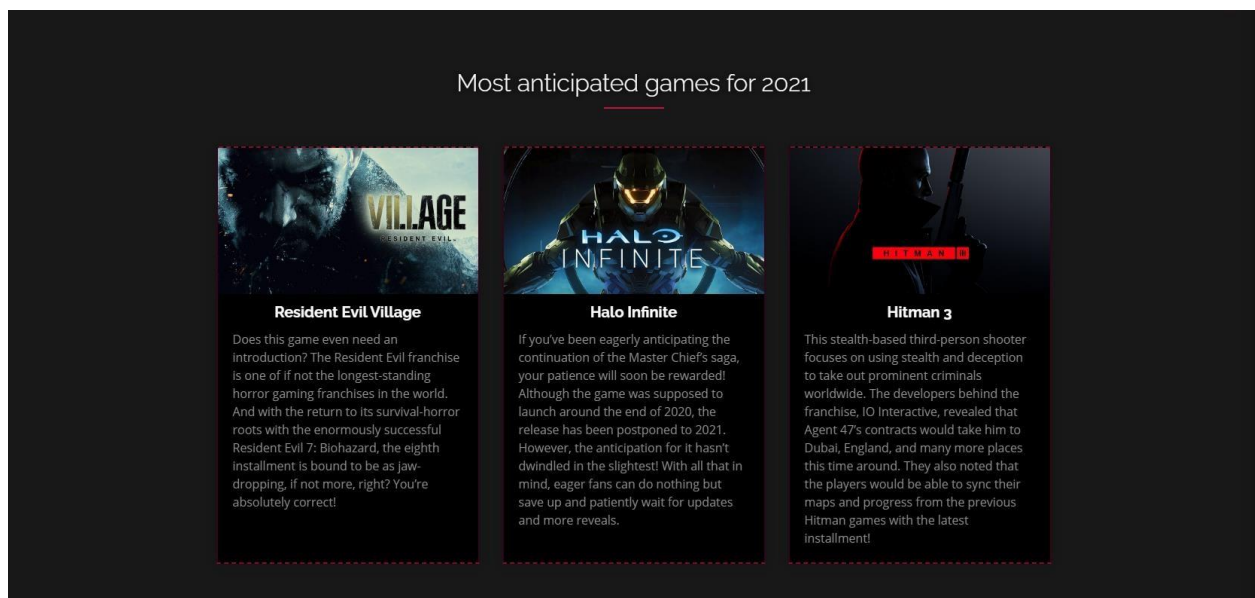 Most anticipated games for 2021
VILLAGE
RESIDENT EVIL
Resident Evil Village
Does this game even need an
introduction? The Resident Evil franchise
is one of if not the longest-standing
horror gaming franchises in the world.
And with the return to its survival-horror
roots with the enormously successful
Resident Evil 7: Biohazard, the eighth
installment is bound to be as jaw-
dropping, if not more, right? You're
absolutely correct!
HALO
INFINITE
Halo Infinite
If you've been eagerly anticipating the
continuation of the Master Chief's saga,
your patience will soon be rewarded!
Although the game was supposed to
launch around the end of 2020, the
release has been postponed to 2021.
However, the anticipation for it hasn't
dwindled in the slightest! With all that in
mind, eager fans can do nothing but
save up and patiently wait for updates
and more reveals.
HITMAN III
Hitman 3
This stealth-based third-person shooter
focuses on using stealth and deception
to take out prominent criminals
worldwide. The developers behind the
franchise, IO Interactive, revealed that
Agent 47's contracts would take him to
Dubai, England, and many more places
this time around. They also noted that
the players would be able to sync their
maps and progress from the previous
Hitman games with the latest
installment!